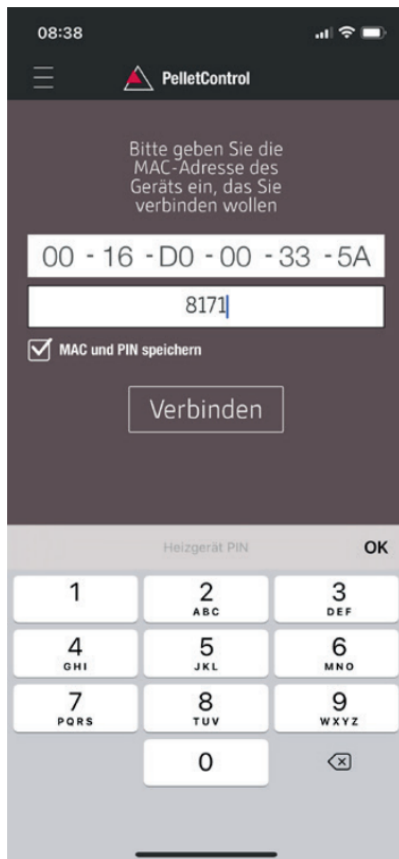 08:38
PelletControl
Bitte geben Sie die
MAC-Adresse des
Geräts ein, das Sie
verbinden wollen
00 - 16 - D0 - 00 - 33 - 5A
8171
MAC und PIN speichern
Verbinden
Heizgerät PIN OK
1 2 3
ABC DEF
4 5 6
GHI JKL MNO
7 8 9
PQRS TUV WXYZ
0